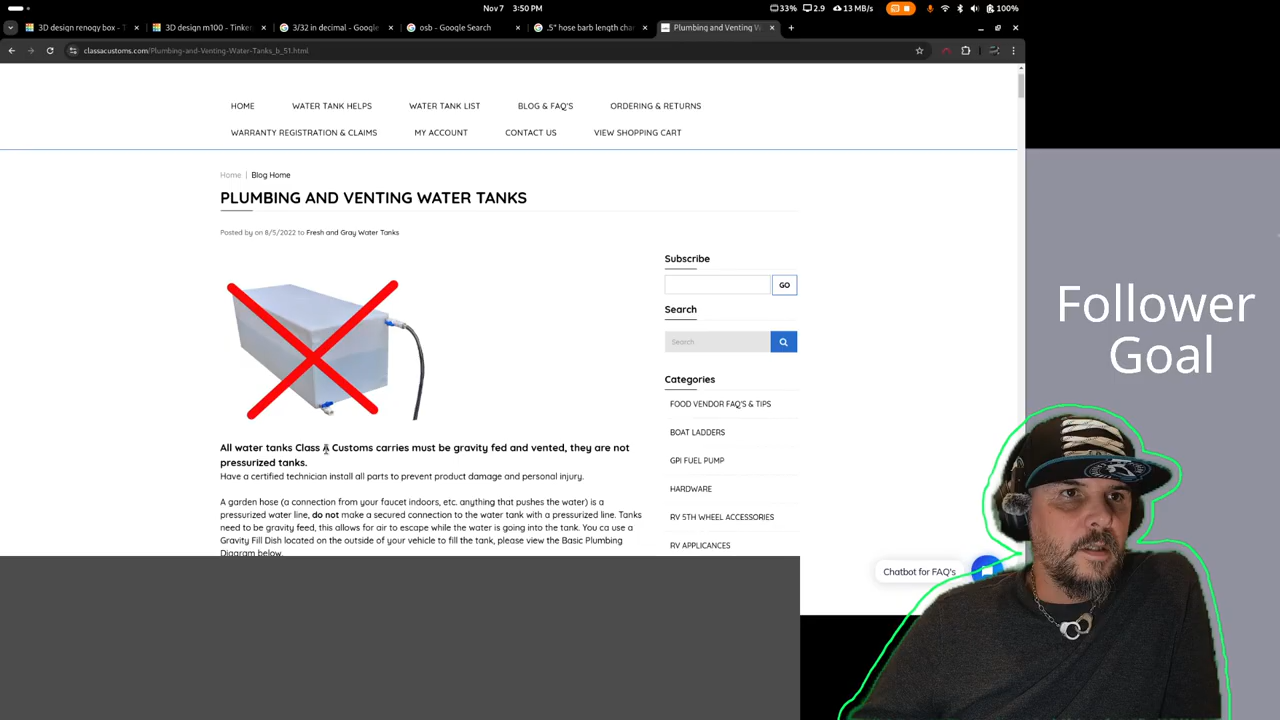 Nov 7 3:50 PM
33% 2.9 13 MB/s 100%
3D design renogy box - T
3D design m100 - Tinker
3/32 in decimal - Google
osb - Google Search
.5" hose barb length cha
Plumbing and Venting W
classacustoms.com/Plumbing-and-Venting-Water-Tanks_b_51.html
HOME WATER TANK HELPS WATER TANK LIST BLOG & FAQ'S ORDERING & RETURNS
WARRANTY REGISTRATION & CLAIMS MY ACCOUNT CONTACT US VIEW SHOPPING CART
Home | Blog Home
PLUMBING AND VENTING WATER TANKS
Posted by on 8/5/2022 to Fresh and Gray Water Tanks
All water tanks Class A Customs carries must be gravity fed and vented, they are not
pressurized tanks.
Have a certified technician install all parts to prevent product damage and personal injury.
A garden hose (a connection from your faucet indoors, etc. anything that pushes the water) is a
pressurized water line, do not make a secured connection to the water tank with a pressurized line. Tanks
need to be gravity feed, this allows for air to escape while the water is going into the tank. You ca use a
Gravity Fill Dish located on the outside of your vehicle to fill the tank, please view the Basic Plumbing
Diagram below.
Subscribe
GO
Search
Search
Categories
FOOD VENDOR FAQ'S & TIPS
BOAT LADDERS
GPI FUEL PUMP
HARDWARE
RV 5TH WHEEL ACCESSORIES
RV APPLICANCES
Chatbot for FAQ's
Follower
Goal